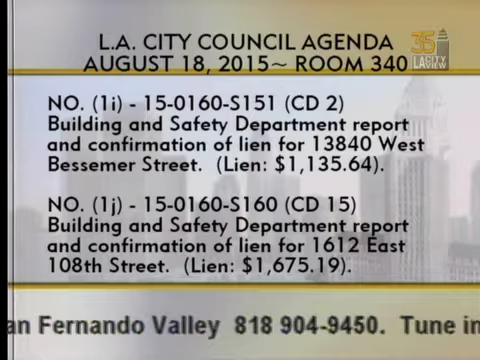 L.A. CITY COUNCIL AGENDA
AUGUST 18, 2015~ ROOM 340
35
LACITY
VIEW
NO. (1i) - 15-0160-S151 (CD 2)
Building and Safety Department report
and confirmation of lien for 13840 West
Bessemer Street.  (Lien: $1,135.64).
NO. (1j) - 15-0160-S160 (CD 15)
Building and Safety Department report
and confirmation of lien for 1612 East
108th Street.  (Lien: $1,675.19).
an Fernando Valley  818 904-9450.  Tune in